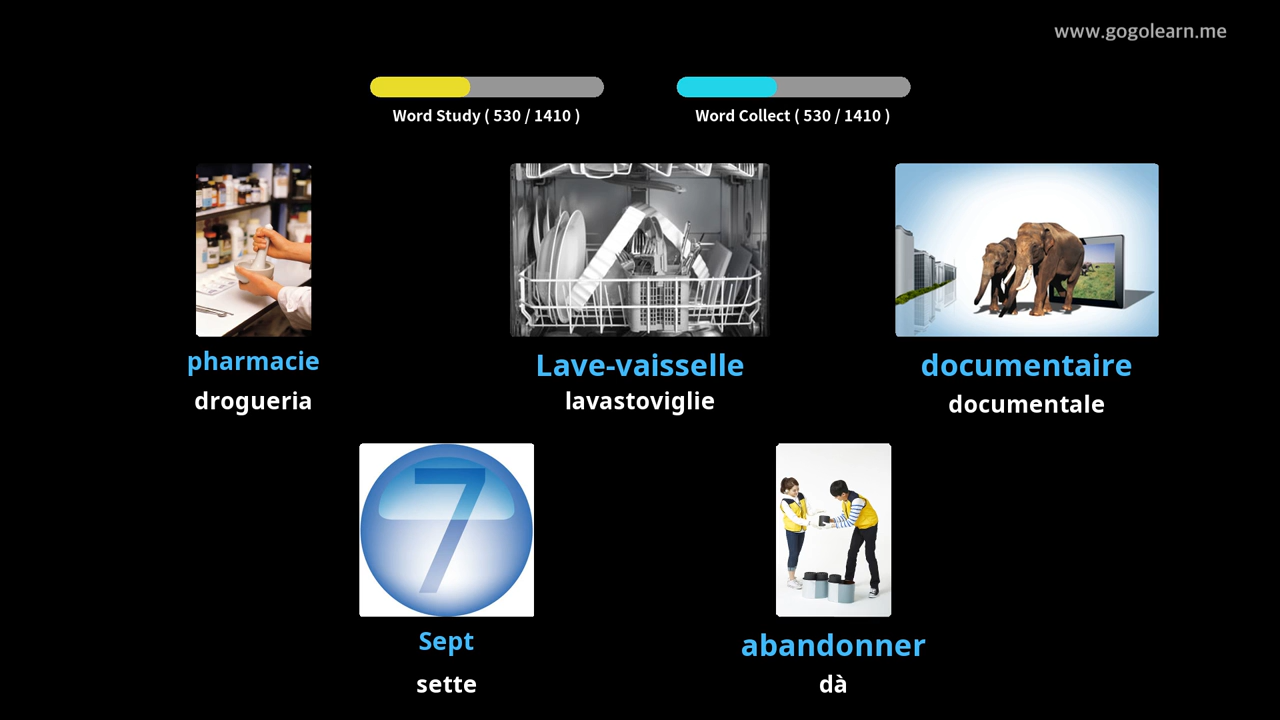 www.gogolearn.me
Word Study ( 530 / 1410 )
Word Collect ( 530 / 1410 )
pharmacie
drogueria
Lave-vaisselle
lavastoviglie
documentaire
documentale
7
Sept
sette
abandonner
dà